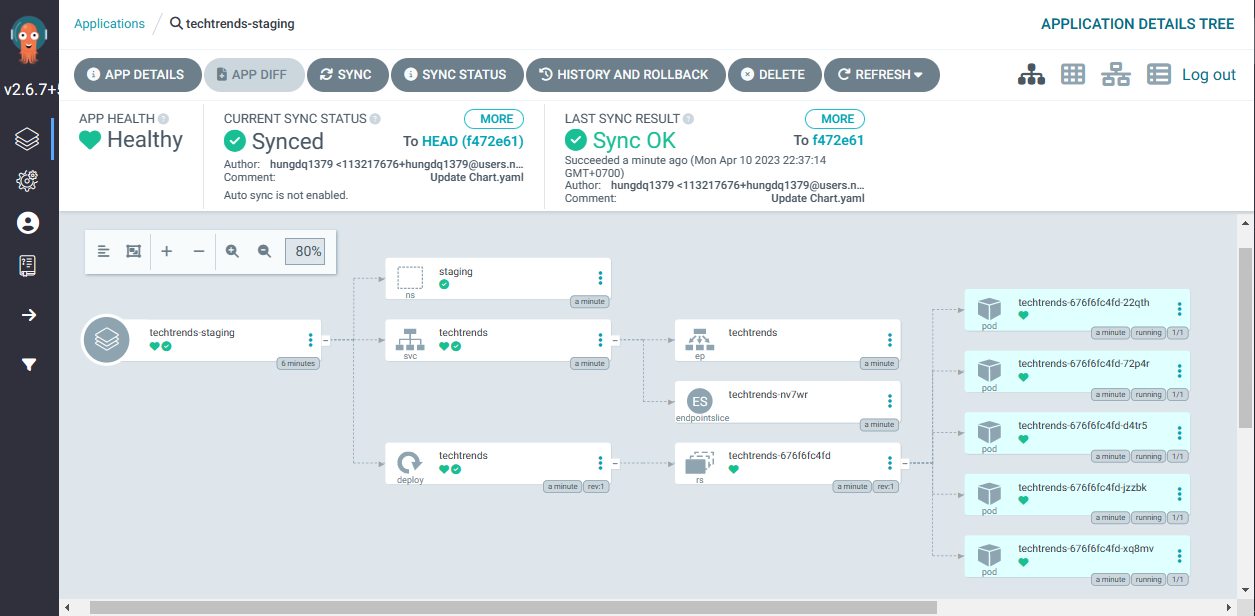 Applications
techtrends-staging
APPLICATION DETAILS TREE
v2.6.7+5
APP DETAILS
APP DIFF
SYNC
SYNC STATUS
HISTORY AND ROLLBACK
DELETE
REFRESH
Log out
APP HEALTH
Healthy
CURRENT SYNC STATUS
MORE
Synced
To HEAD (f472e61)
Author: hungdq1379 <113217676+hungdq1379@users.n...
Comment: Update Chart.yaml
Auto sync is not enabled.
LAST SYNC RESULT
MORE
Sync OK
To f472e61
Succeeded a minute ago (Mon Apr 10 2023 22:37:14
GMT+0700)
Author: hungdq1379 <113217676+hungdq1379@users.n...
Comment: Update Chart.yaml
80%
techtrends-staging
6 minutes
staging
ns
a minute
techtrends
svc
a minute
techtrends
deploy
a minute
rev:1
techtrends
ep
a minute
ES
techtrends-nv7wr
endpointslice
a minute
techtrends-676f6fc4fd
rs
a minute
rev:1
techtrends-676f6fc4fd-22qth
pod
a minute
running
1/1
techtrends-676f6fc4fd-72p4r
pod
a minute
running
1/1
techtrends-676f6fc4fd-d4tr5
pod
a minute
running
1/1
techtrends-676f6fc4fd-jzzbk
pod
a minute
running
1/1
techtrends-676f6fc4fd-xq8mv
pod
a minute
running
1/1